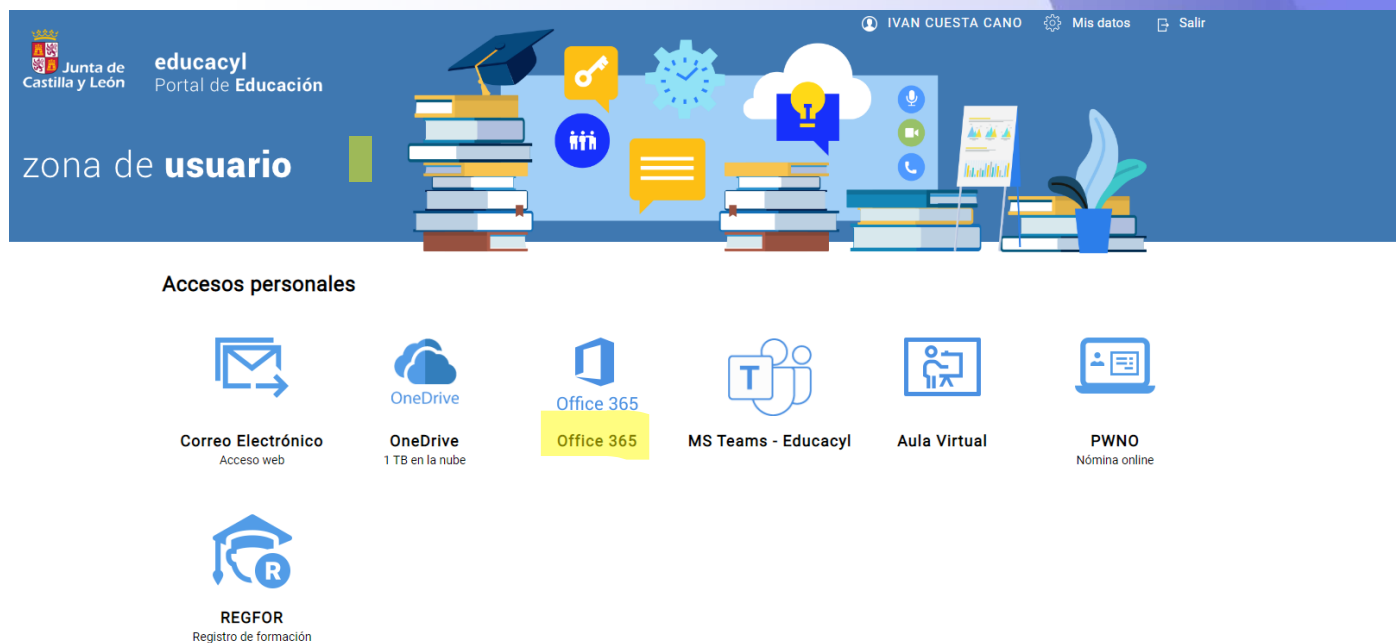 IVAN CUESTA CANO Mis datos Salir
Junta de
Castilla y León
educacyl
Portal de Educación
zona de usuario
Accesos personales
OneDrive
Office 365
T
Correo Electrónico
Acceso web
OneDrive
1 TB en la nube
Office 365
MS Teams - Educacyl
Aula Virtual
PWNO
Nómina online
R
REGFOR
Registro de formación